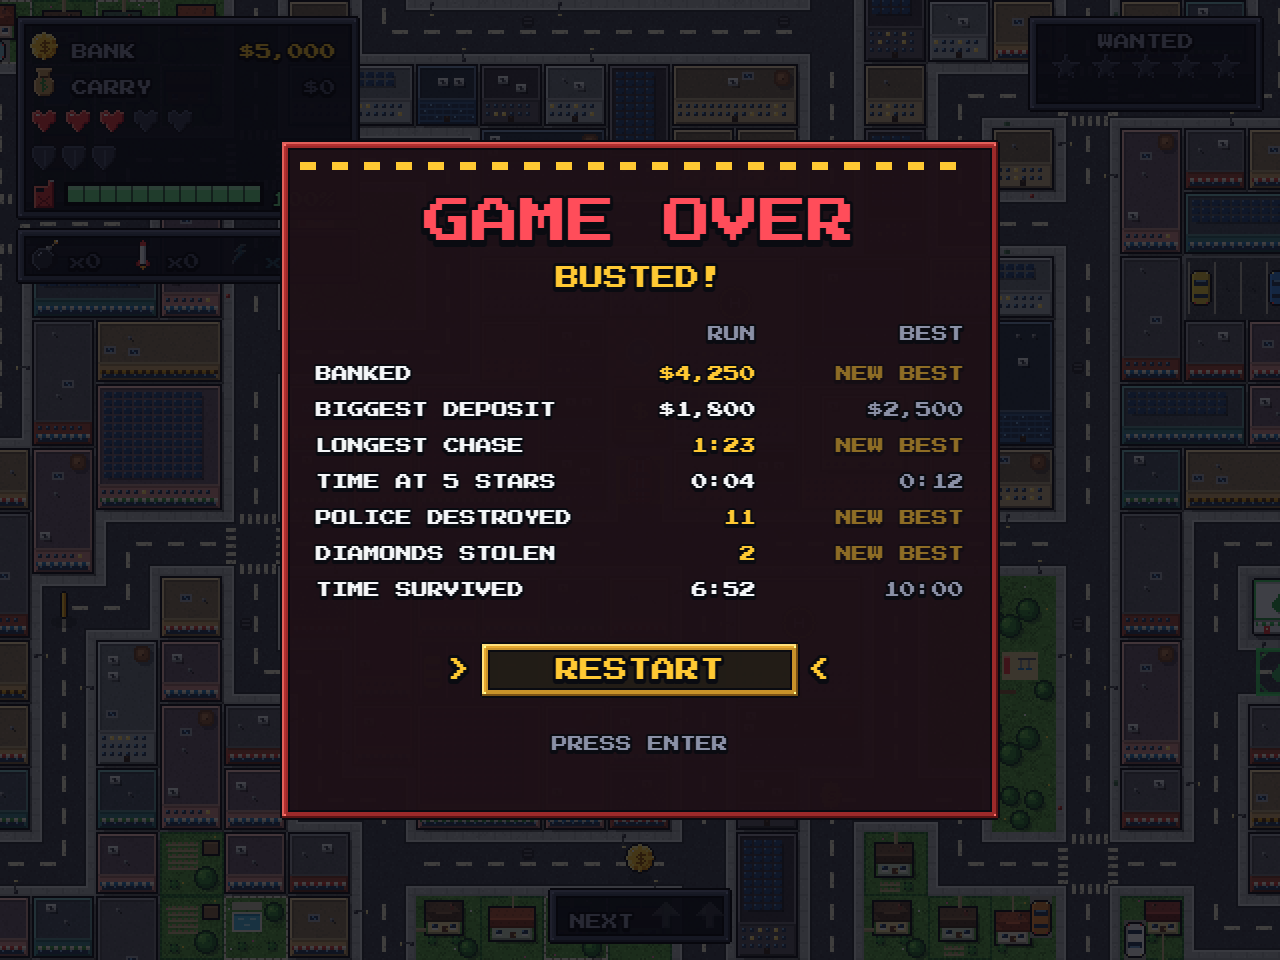 BANK $5,000
CARRY $0
WANTED
x0 x0 x
GAME OVER
BUSTED!
RUN BEST
BANKED $4,250 NEW BEST
BIGGEST DEPOSIT $1,800 $2,500
LONGEST CHASE 1:23 NEW BEST
TIME AT 5 STARS 0:04 0:12
POLICE DESTROYED 11 NEW BEST
DIAMONDS STOLEN 2 NEW BEST
TIME SURVIVED 6:52 10:00
> RESTART <
PRESS ENTER
NEXT